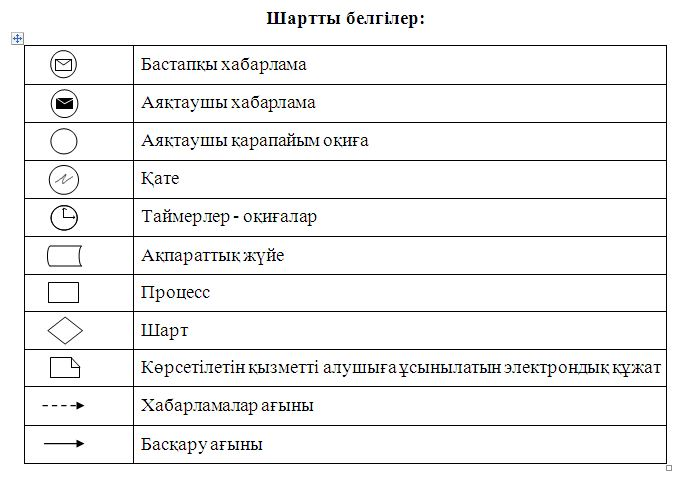 Шартты белгілер:
Бастапқы хабарлама
Аяқтаушы хабарлама
Аяқтаушы қарапайым оқиға
Қате
Таймерлер - оқиғалар
Ақпараттық жүйе
Процесс
Шарт
Көрсетілетін қызметті алушыға ұсынылатын электрондық құжат
Хабарламалар ағыны
Басқару ағыны